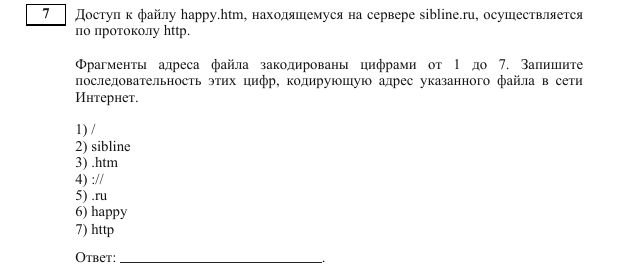 7
Доступ к файлу happy.htm, находящемуся на сервере sibline.ru, осуществляется
по протоколу http.
Фрагменты адреса файла закодированы цифрами от 1 до 7. Запишите
последовательность этих цифр, кодирующую адрес указанного файла в сети
Интернет.
1) /
2) sibline
3) .htm
4) ://
5) .ru
6) happy
7) http
Ответ: ____________________________.